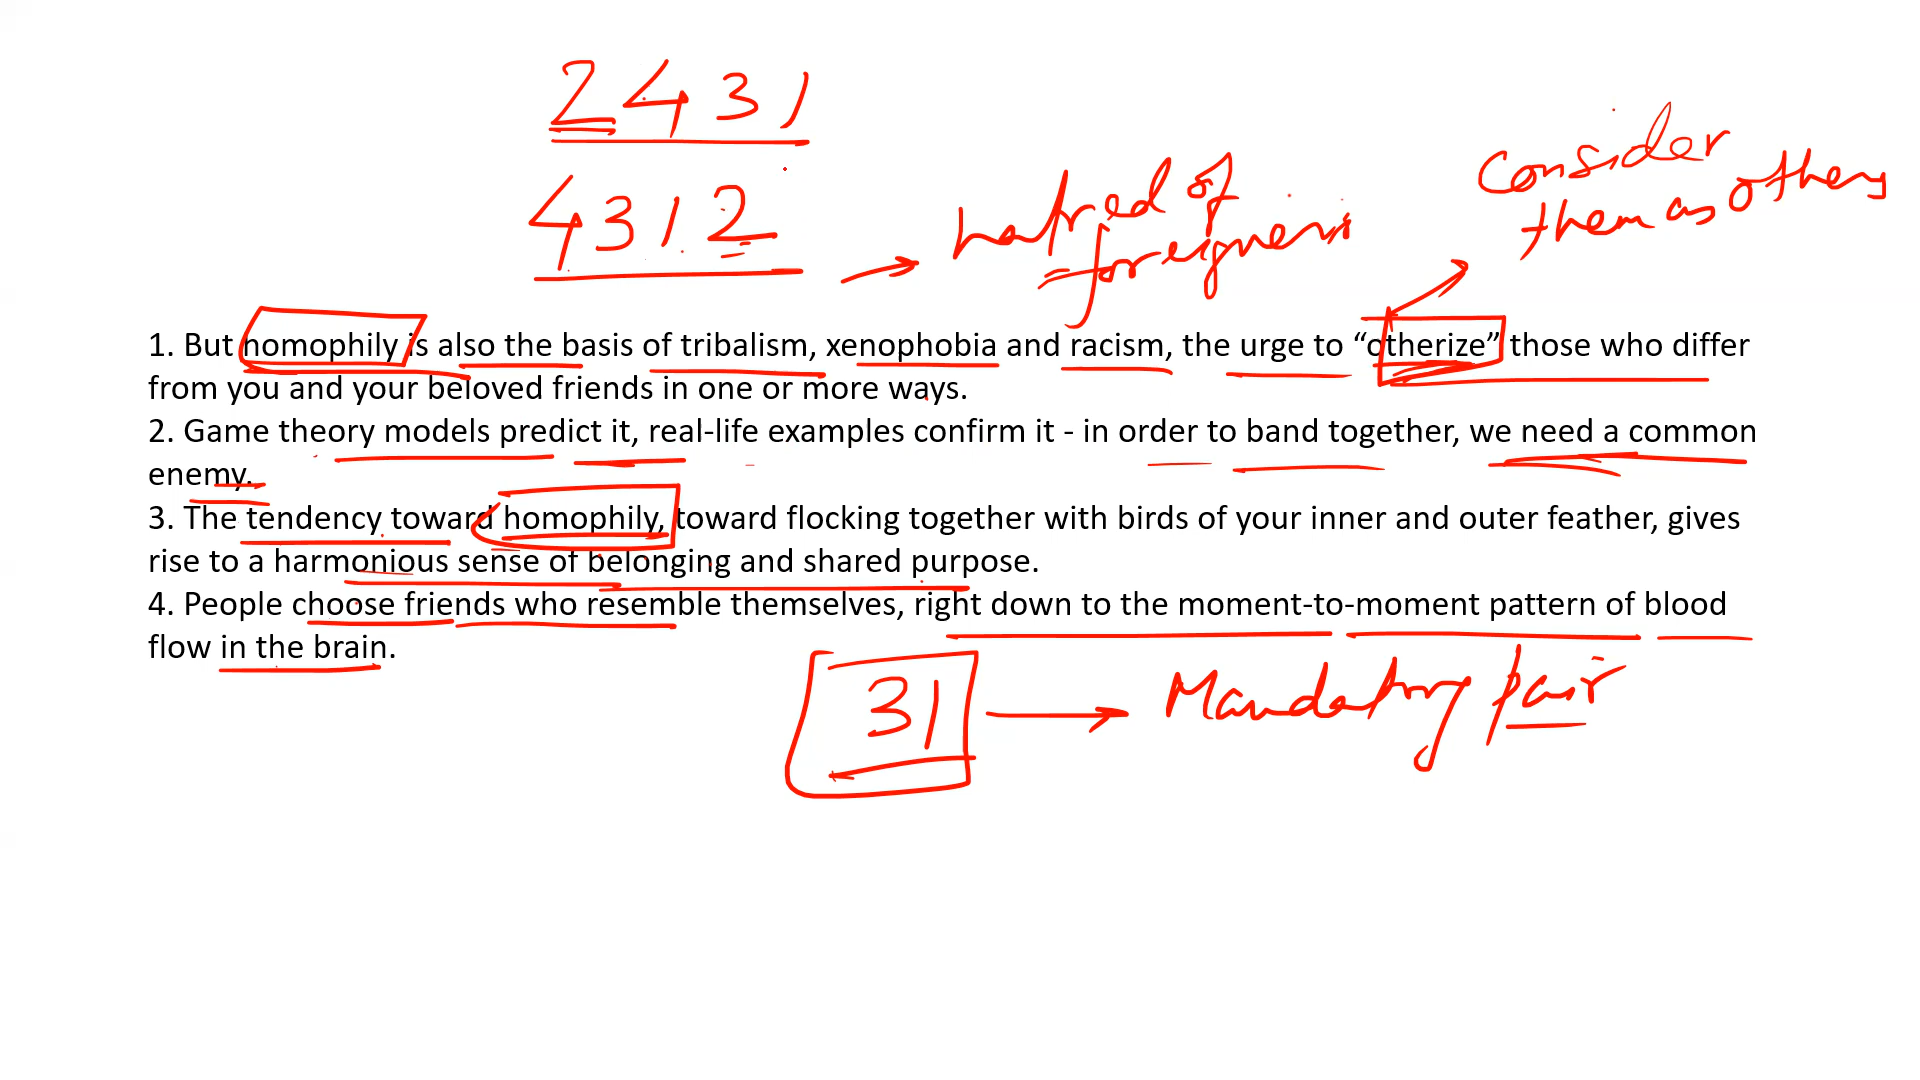 2431
4312
hatred of
foreigners
Consider
them as others
1. But homophily is also the basis of tribalism, xenophobia and racism, the urge to “otherize” those who differ
from you and your beloved friends in one or more ways.
2. Game theory models predict it, real-life examples confirm it - in order to band together, we need a common
enemy.
3. The tendency toward homophily, toward flocking together with birds of your inner and outer feather, gives
rise to a harmonious sense of belonging and shared purpose.
4. People choose friends who resemble themselves, right down to the moment-to-moment pattern of blood
flow in the brain.
31 Mandatory pair